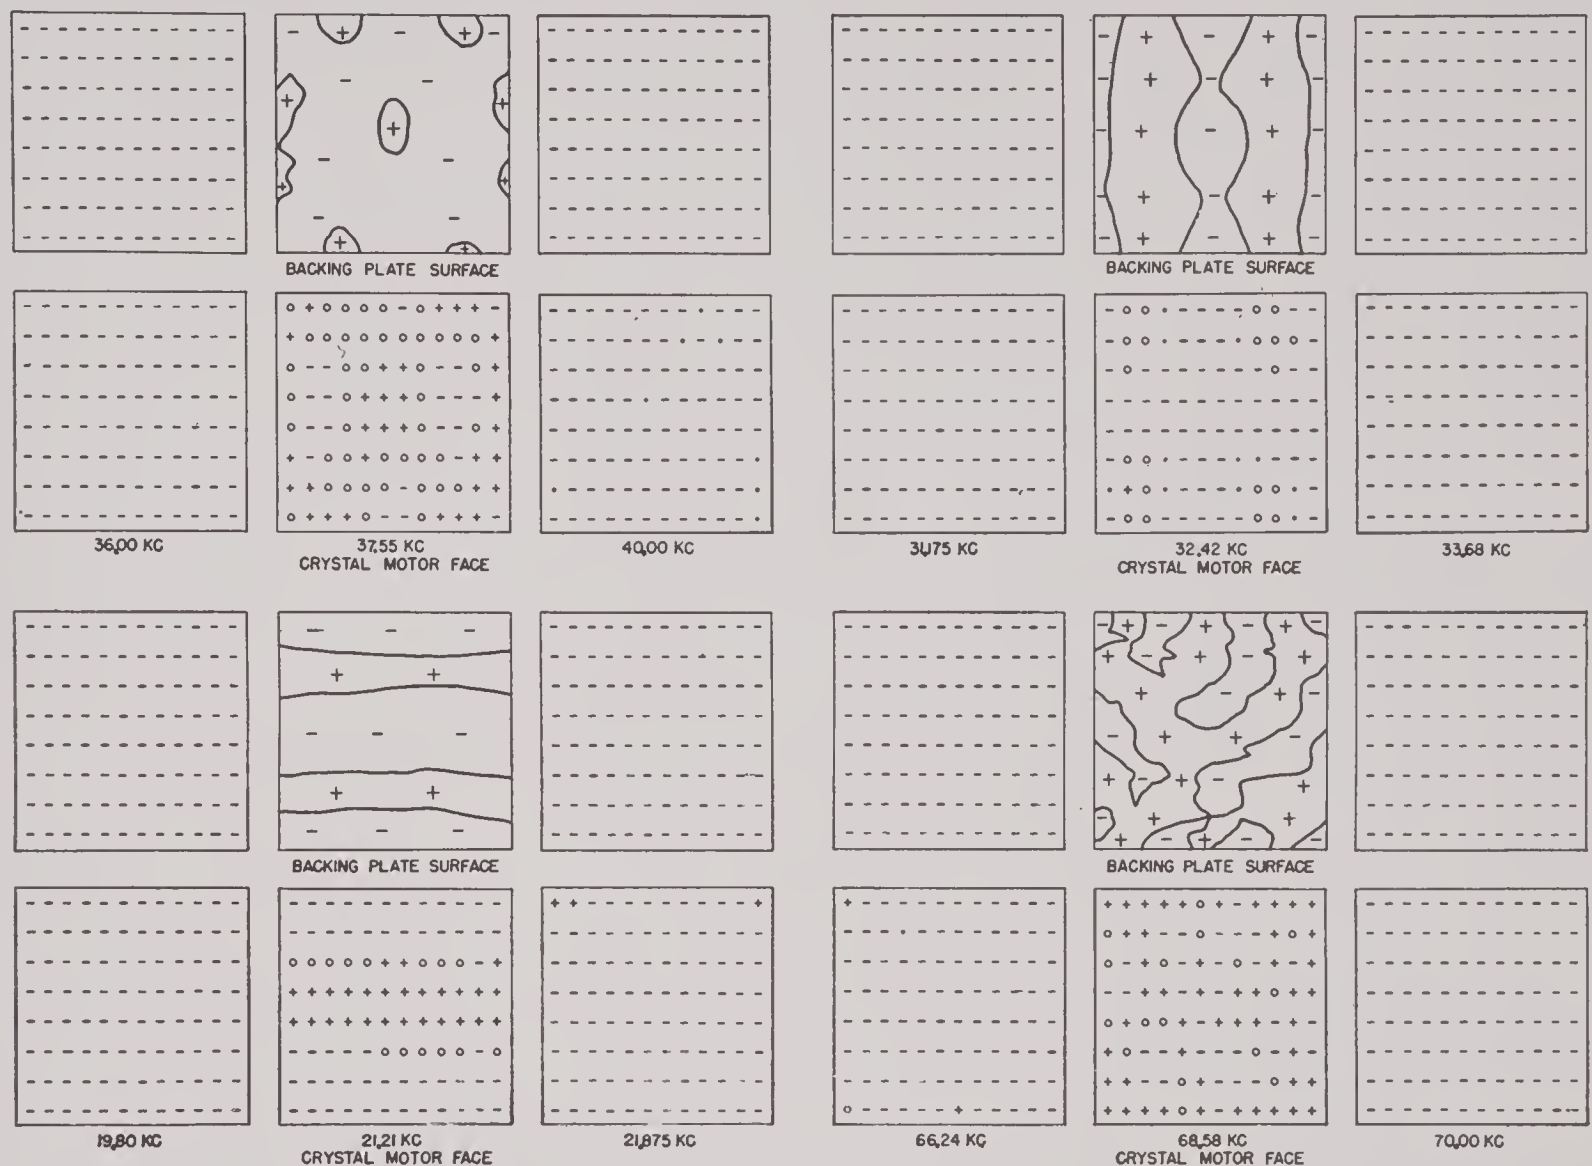 BACKING PLATE SURFACE
BACKING PLATE SURFACE
36,00 KC
37,55 KC
40,00 KC
31,75 KC
32,42 KC
33,68 KC
CRYSTAL MOTOR FACE
CRYSTAL MOTOR FACE
BACKING PLATE SURFACE
BACKING PLATE SURFACE
19,80 KC
21,21 KC
21,875 KC
66,24 KC
68,58 KC
70,00 KC
CRYSTAL MOTOR FACE
CRYSTAL MOTOR FACE